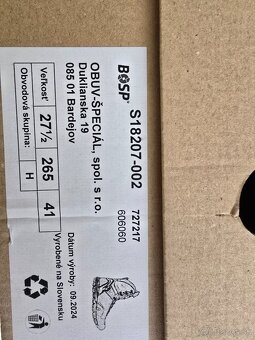 BOSP
S18207-002
727217
606060
OBUV-ŠPECIÁL, spol. s r.o.
Duklianska 19
085 01 Bardejov
Veľkosť: 27½ 265 41
Obvodová skupina: H
Dátum výroby: 09.2024
Vyrobené na Slovensku